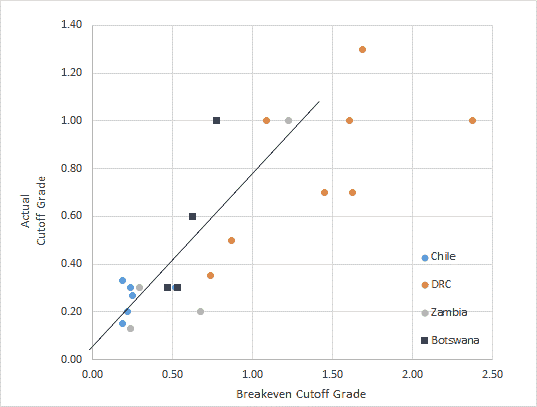 1.40
1.20
1.00
0.80
0.60
0.40
0.20
0.00
Actual
Cutoff Grade
Chile
DRC
Zambia
Botswana
0.00 0.50 1.00 1.50 2.00 2.50
Breakeven Cutoff Grade